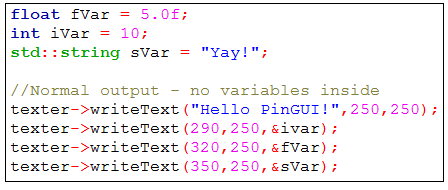 float fVar = 5.0f;
int iVar = 10;
std::string sVar = "Yay!";
//Normal output - no variables inside
texter->writeText("Hello PinGUI!",250,250);
texter->writeText(290,250,&ivar);
texter->writeText(320,250,&fVar);
texter->writeText(350,250,&sVar);